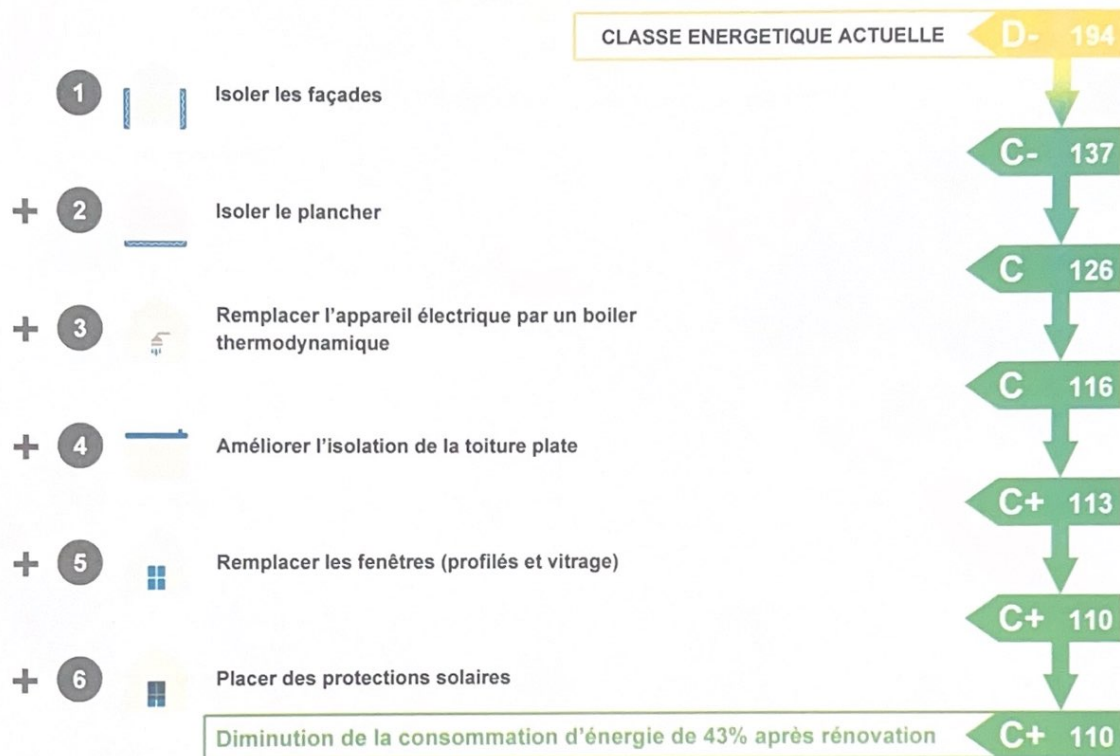 CLASSE ENERGETIQUE ACTUELLE D- 194
1 Isoler les façades
C- 137
+ 2 Isoler le plancher
C 126
+ 3 Remplacer l'appareil électrique par un boiler
thermodynamique
C 116
+ 4 Améliorer l'isolation de la toiture plate
C+ 113
+ 5 Remplacer les fenêtres (profilés et vitrage)
C+ 110
+ 6 Placer des protections solaires
Diminution de la consommation d'énergie de 43% après rénovation C+ 110